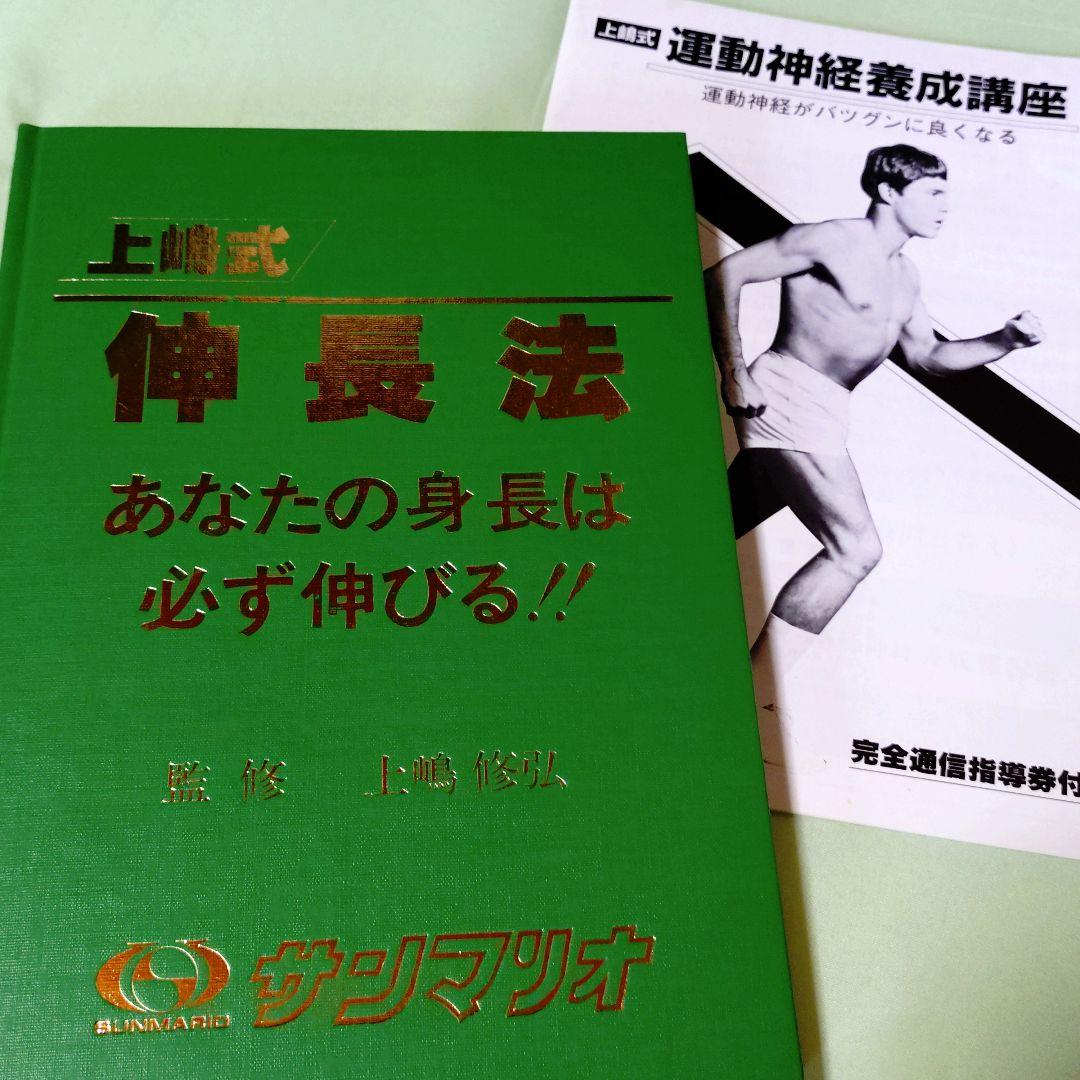 上嶋式
伸長法
あなたの身長は
必ず伸びる!!
監修 上嶋修弘
SUNMARIO
サンマリオ
上嶋式 運動神経養成講座
運動神経がバツグンに良くなる
完全通信指導券付